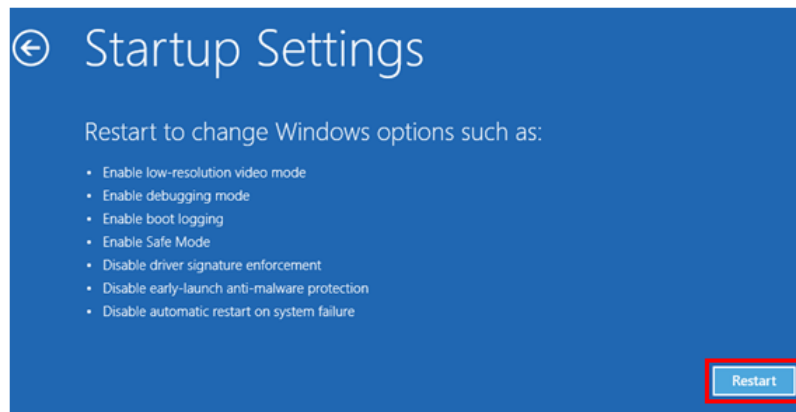 Startup Settings
Restart to change Windows options such as:
• Enable low-resolution video mode
• Enable debugging mode
• Enable boot logging
• Enable Safe Mode
• Disable driver signature enforcement
• Disable early-launch anti-malware protection
• Disable automatic restart on system failure
Restart